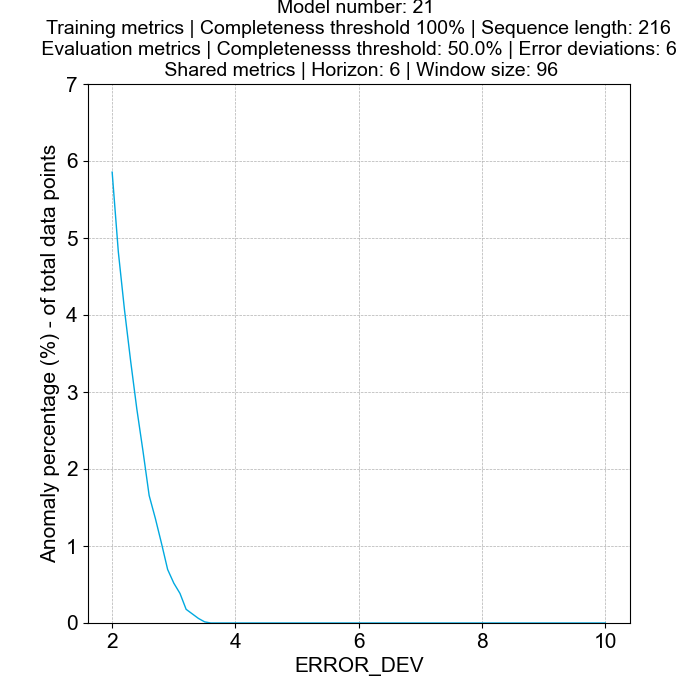 Model number: 21
Training metrics | Completeness threshold 100% | Sequence length: 216
Evaluation metrics | Completenesss threshold: 50.0% | Error deviations: 6
Shared metrics | Horizon: 6 | Window size: 96
Anomaly percentage (%) - of total data points
7
6
5
4
3
2
1
0
2 4 6 8 10
ERROR_DEV